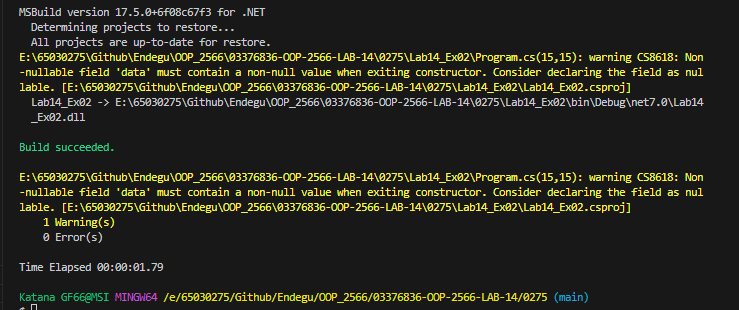 MSBuild version 17.5.0+6f08c67f3 for .NET
  Determining projects to restore...
  All projects are up-to-date for restore.
E:\65030275\Github\Endegu\OOP_2566\03376836-OOP-2566-LAB-14\0275\Lab14_Ex02\Program.cs(15,15): warning CS8618: Non
-nullable field 'data' must contain a non-null value when exiting constructor. Consider declaring the field as nul
lable. [E:\65030275\Github\Endegu\OOP_2566\03376836-OOP-2566-LAB-14\0275\Lab14_Ex02\Lab14_Ex02.csproj]
  Lab14_Ex02 -> E:\65030275\Github\Endegu\OOP_2566\03376836-OOP-2566-LAB-14\0275\Lab14_Ex02\bin\Debug\net7.0\Lab14
  _Ex02.dll
Build succeeded.
E:\65030275\Github\Endegu\OOP_2566\03376836-OOP-2566-LAB-14\0275\Lab14_Ex02\Program.cs(15,15): warning CS8618: Non
-nullable field 'data' must contain a non-null value when exiting constructor. Consider declaring the field as nul
lable. [E:\65030275\Github\Endegu\OOP_2566\03376836-OOP-2566-LAB-14\0275\Lab14_Ex02\Lab14_Ex02.csproj]
    1 Warning(s)
    0 Error(s)
Time Elapsed 00:00:01.79
Katana GF66@MSI MINGW64 /e/65030275/Github/Endegu/OOP_2566/03376836-OOP-2566-LAB-14/0275 (main)
$